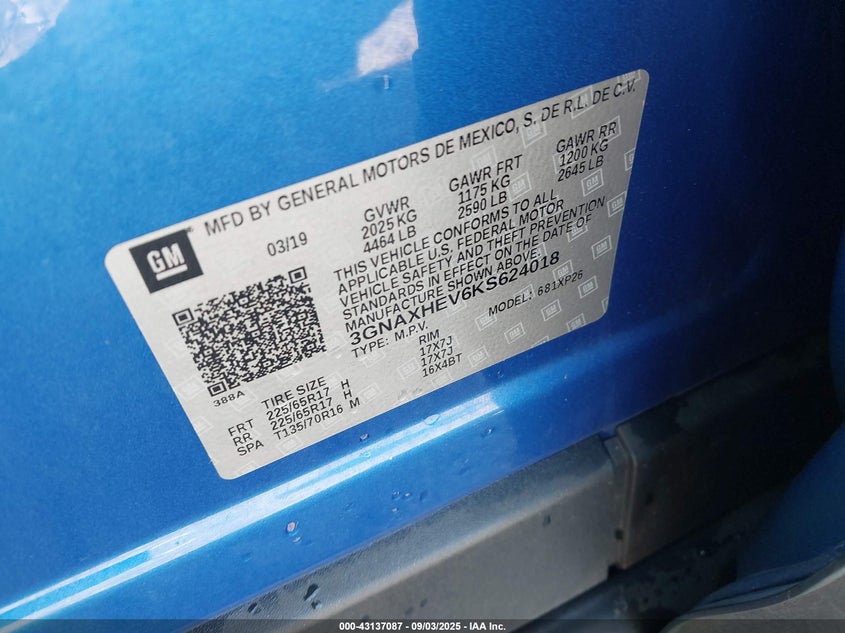 MFD BY GENERAL MOTORS DE MEXICO, S. DE R.L. DE C.V.
GM
03/19
GVWR
2025 KG
4464 LB
GAWR FRT
1175 KG
2590 LB
GAWR RR
1200 KG
2645 LB
THIS VEHICLE CONFORMS TO ALL
APPLICABLE U.S. FEDERAL MOTOR
VEHICLE SAFETY AND THEFT PREVENTION
STANDARDS IN EFFECT ON THE DATE OF
MANUFACTURE SHOWN ABOVE.
3GNAXHEV6KS624018
TYPE: M.P.V.
MODEL: 681XP26
388A
TIRE SIZE
RIM
FRT 225/65R17 H 17X7J
RR 225/65R17 H 17X7J
SPA T135/70R16 M 16X4BT
000-43137087 - 09/03/2025 - IAA Inc.